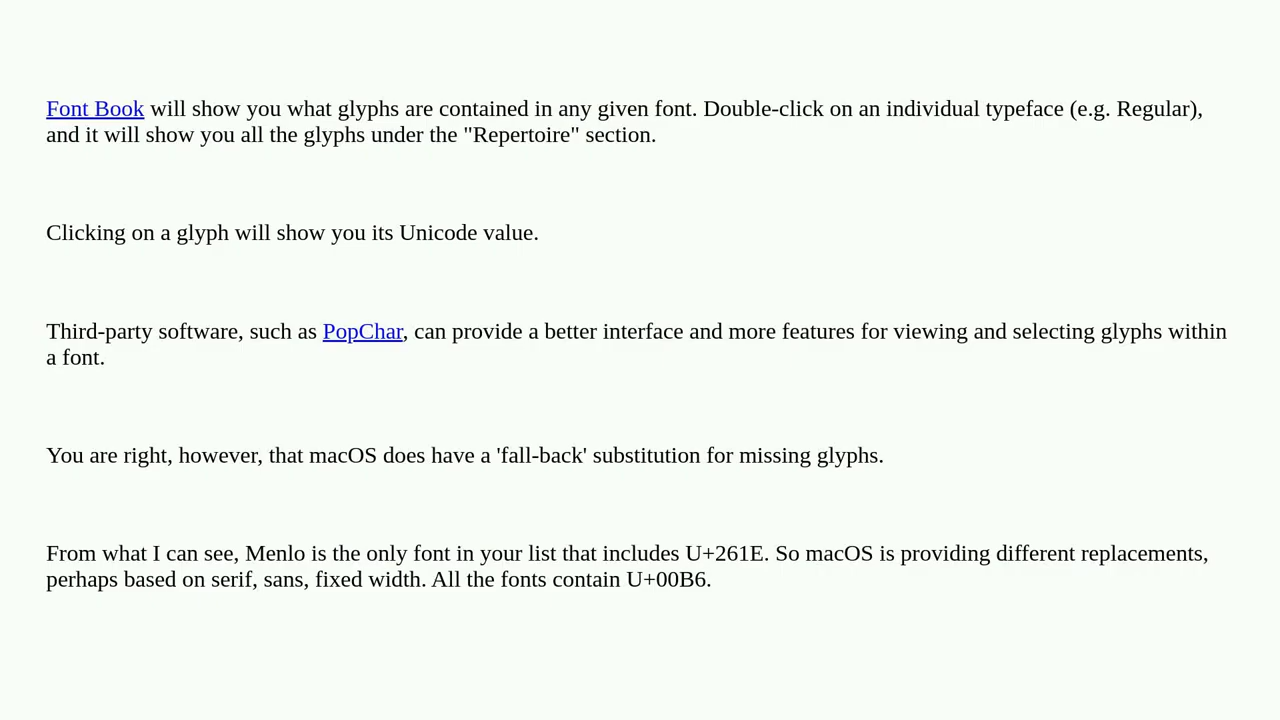 Font Book will show you what glyphs are contained in any given font. Double-click on an individual typeface (e.g. Regular),
and it will show you all the glyphs under the "Repertoire" section.
Clicking on a glyph will show you its Unicode value.
Third-party software, such as PopChar, can provide a better interface and more features for viewing and selecting glyphs within
a font.
You are right, however, that macOS does have a 'fall-back' substitution for missing glyphs.
From what I can see, Menlo is the only font in your list that includes U+261E. So macOS is providing different replacements,
perhaps based on serif, sans, fixed width. All the fonts contain U+00B6.